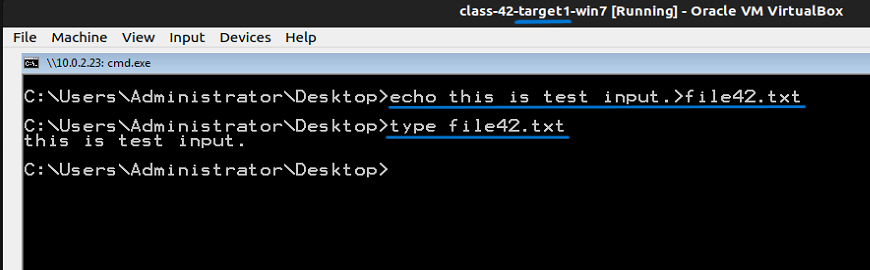 class-42-target1-win7 [Running] - Oracle VM VirtualBox
File Machine View Input Devices Help
C:\. \\10.0.2.23: cmd.exe
C:\Users\Administrator\Desktop>echo this is test input.>file42.txt
C:\Users\Administrator\Desktop>type file42.txt
this is test input.
C:\Users\Administrator\Desktop>